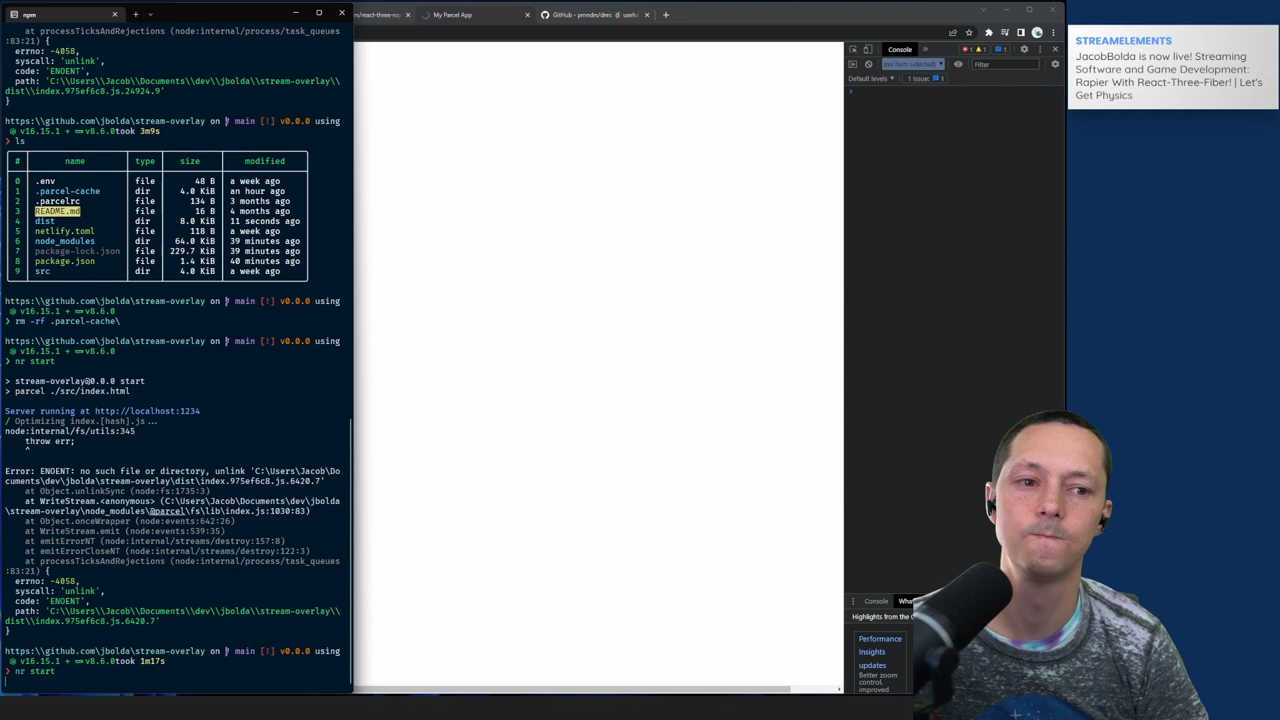 npm
s/react-three-rap
My Parcel App
GitHub - pmndrs/drei: 🥉 useful
at processTicksAndRejections (node:internal/process/task_queues
:83:21) {
errno: -4058,
syscall: 'unlink',
code: 'ENOENT',
path: 'C:\\Users\\Jacob\\Documents\\dev\\jbolda\\stream-overlay\\
dist\\index.975ef6c8.js.24924.9'
}
https:\\github.com\jbolda\stream-overlay on main [!] v0.0.0 using
v16.15.1 + v8.6.0took 3m9s
❯ ls
# name type size modified
0 .env file 48 B a week ago
1 .parcel-cache dir 4.0 KiB an hour ago
2 .parcelrc file 134 B 3 months ago
3 README.md file 16 B 4 months ago
4 dist dir 8.0 KiB 11 seconds ago
5 netlify.toml file 118 B a week ago
6 node_modules dir 64.0 KiB 39 minutes ago
7 package-lock.json file 229.7 KiB 39 minutes ago
8 package.json file 1.4 KiB 40 minutes ago
9 src dir 4.0 KiB a week ago
https:\\github.com\jbolda\stream-overlay on main [!] v0.0.0 using
v16.15.1 + v8.6.0
❯ rm -rf .parcel-cache\
https:\\github.com\jbolda\stream-overlay on main [!] v0.0.0 using
v16.15.1 + v8.6.0
❯ nr start
> stream-overlay@0.0.0 start
> parcel ./src/index.html
Server running at http://localhost:1234
/ Optimizing index.[hash].js...
node:internal/fs/utils:345
throw err;
^
Error: ENOENT: no such file or directory, unlink 'C:\Users\Jacob\Do
cuments\dev\jbolda\stream-overlay\dist\index.975ef6c8.js.6420.7'
at Object.unlinkSync (node:fs:1735:3)
at WriteStream.<anonymous> (C:\Users\Jacob\Documents\dev\jbolda
\stream-overlay\node_modules\@parcel\fs\lib\index.js:1030:83)
at Object.onceWrapper (node:events:642:26)
at WriteStream.emit (node:events:539:35)
at emitErrorNT (node:internal/streams/destroy:157:8)
at emitErrorCloseNT (node:internal/streams/destroy:122:3)
at processTicksAndRejections (node:internal/process/task_queues
:83:21) {
errno: -4058,
syscall: 'unlink',
code: 'ENOENT',
path: 'C:\\Users\\Jacob\\Documents\\dev\\jbolda\\stream-overlay\\
dist\\index.975ef6c8.js.6420.7'
}
https:\\github.com\jbolda\stream-overlay on main [!] v0.0.0 using
v16.15.1 + v8.6.0took 1m17s
❯ nr start
Console
1 1 1
[no item selected]
Filter
Default levels
1 Issue: 1
Console
Highlights from the C
Performance
Insights
updates
Better zoom
control,
improved
STREAMELEMENTS
JacobBolda is now live! Streaming
Software and Game Development:
Rapier With React-Three-Fiber! | Let's
Get Physics